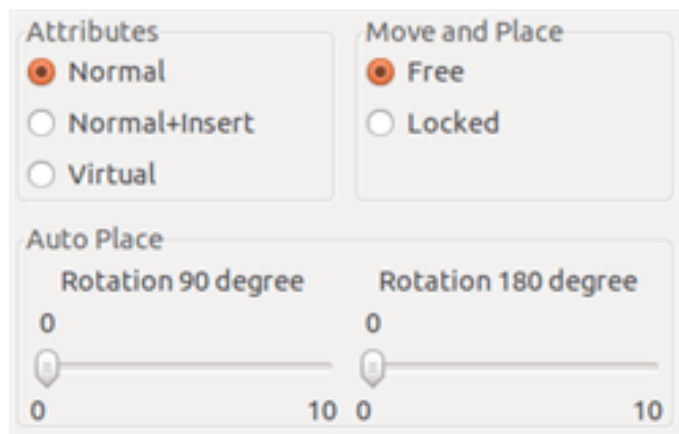 Attributes
Normal
Normal+Insert
Virtual
Move and Place
Free
Locked
Auto Place
Rotation 90 degree
0
0 10
Rotation 180 degree
0
0 10